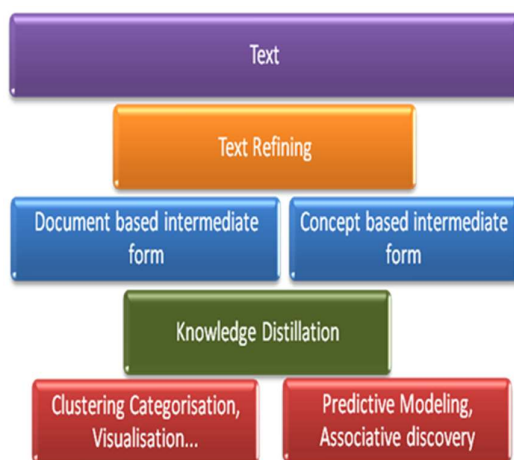 Text
Text Refining
Document based intermediate
form
Concept based intermediate
form
Knowledge Distillation
Clustering Categorisation,
Visualisation...
Predictive Modeling,
Associative discovery